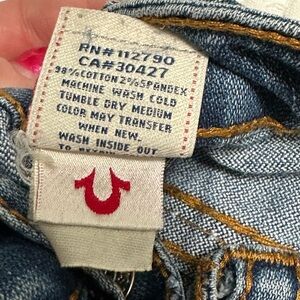 RN#112790
CA#30427
98%COTTON 2%SPANDEX
MACHINE WASH COLD
TUMBLE DRY MEDIUM
COLOR MAY TRANSFER
WHEN NEW.
WASH INSIDE OUT
TO